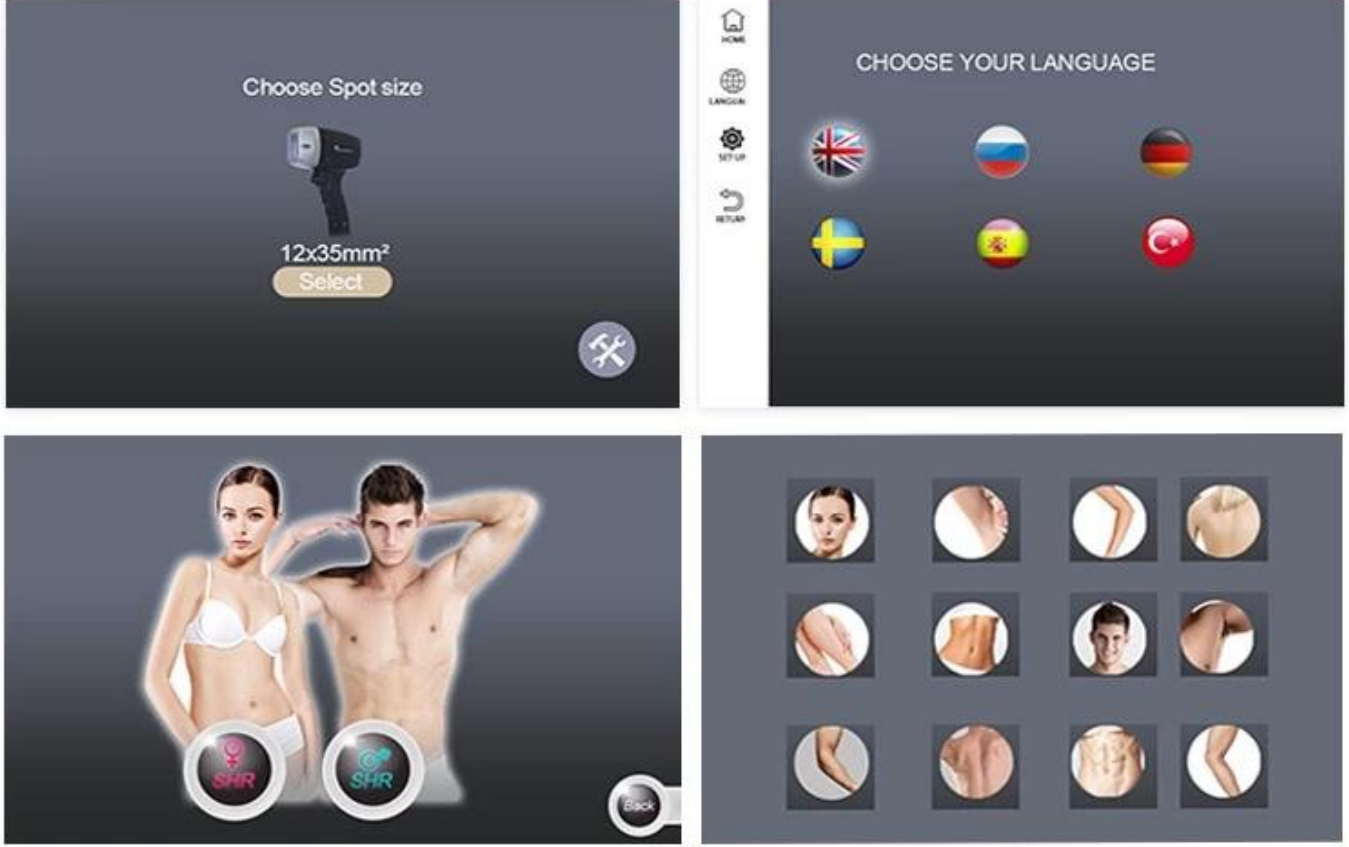 Choose Spot size
12x35mm²
Select
HOME
SET UP
RETURN
CHOOSE YOUR LANGUAGE
SHR
SHR
Back